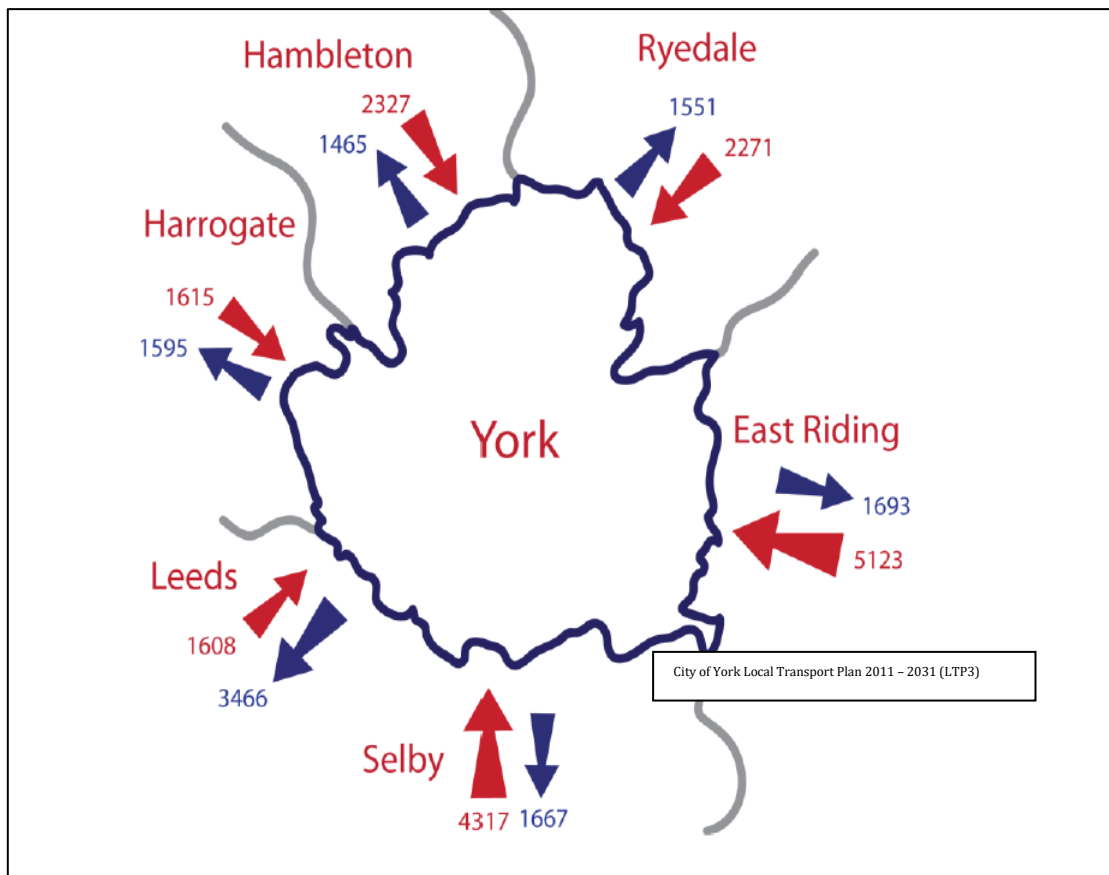 Hambleton
2327
1465
Ryedale
1551
2271
Harrogate
1615
1595
York
East Riding
1693
5123
Leeds
1608
3466
City of York Local Transport Plan 2011 – 2031 (LTP3)
Selby
4317
1667